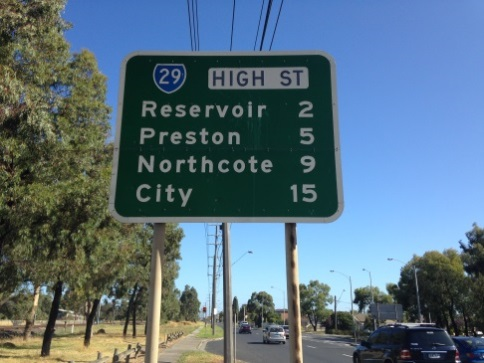 29 HIGH ST
Reservoir 2
Preston 5
Northcote 9
City 15